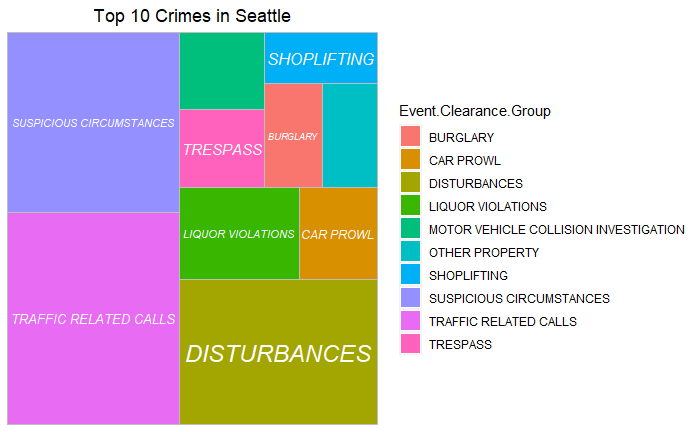 Top 10 Crimes in Seattle
SHOPLIFTING
SUSPICIOUS CIRCUMSTANCES
BURGLARY
TRESPASS
LIQUOR VIOLATIONS
CAR PROWL
TRAFFIC RELATED CALLS
DISTURBANCES
Event.Clearance.Group
BURGLARY
CAR PROWL
DISTURBANCES
LIQUOR VIOLATIONS
MOTOR VEHICLE COLLISION INVESTIGATION
OTHER PROPERTY
SHOPLIFTING
SUSPICIOUS CIRCUMSTANCES
TRAFFIC RELATED CALLS
TRESPASS